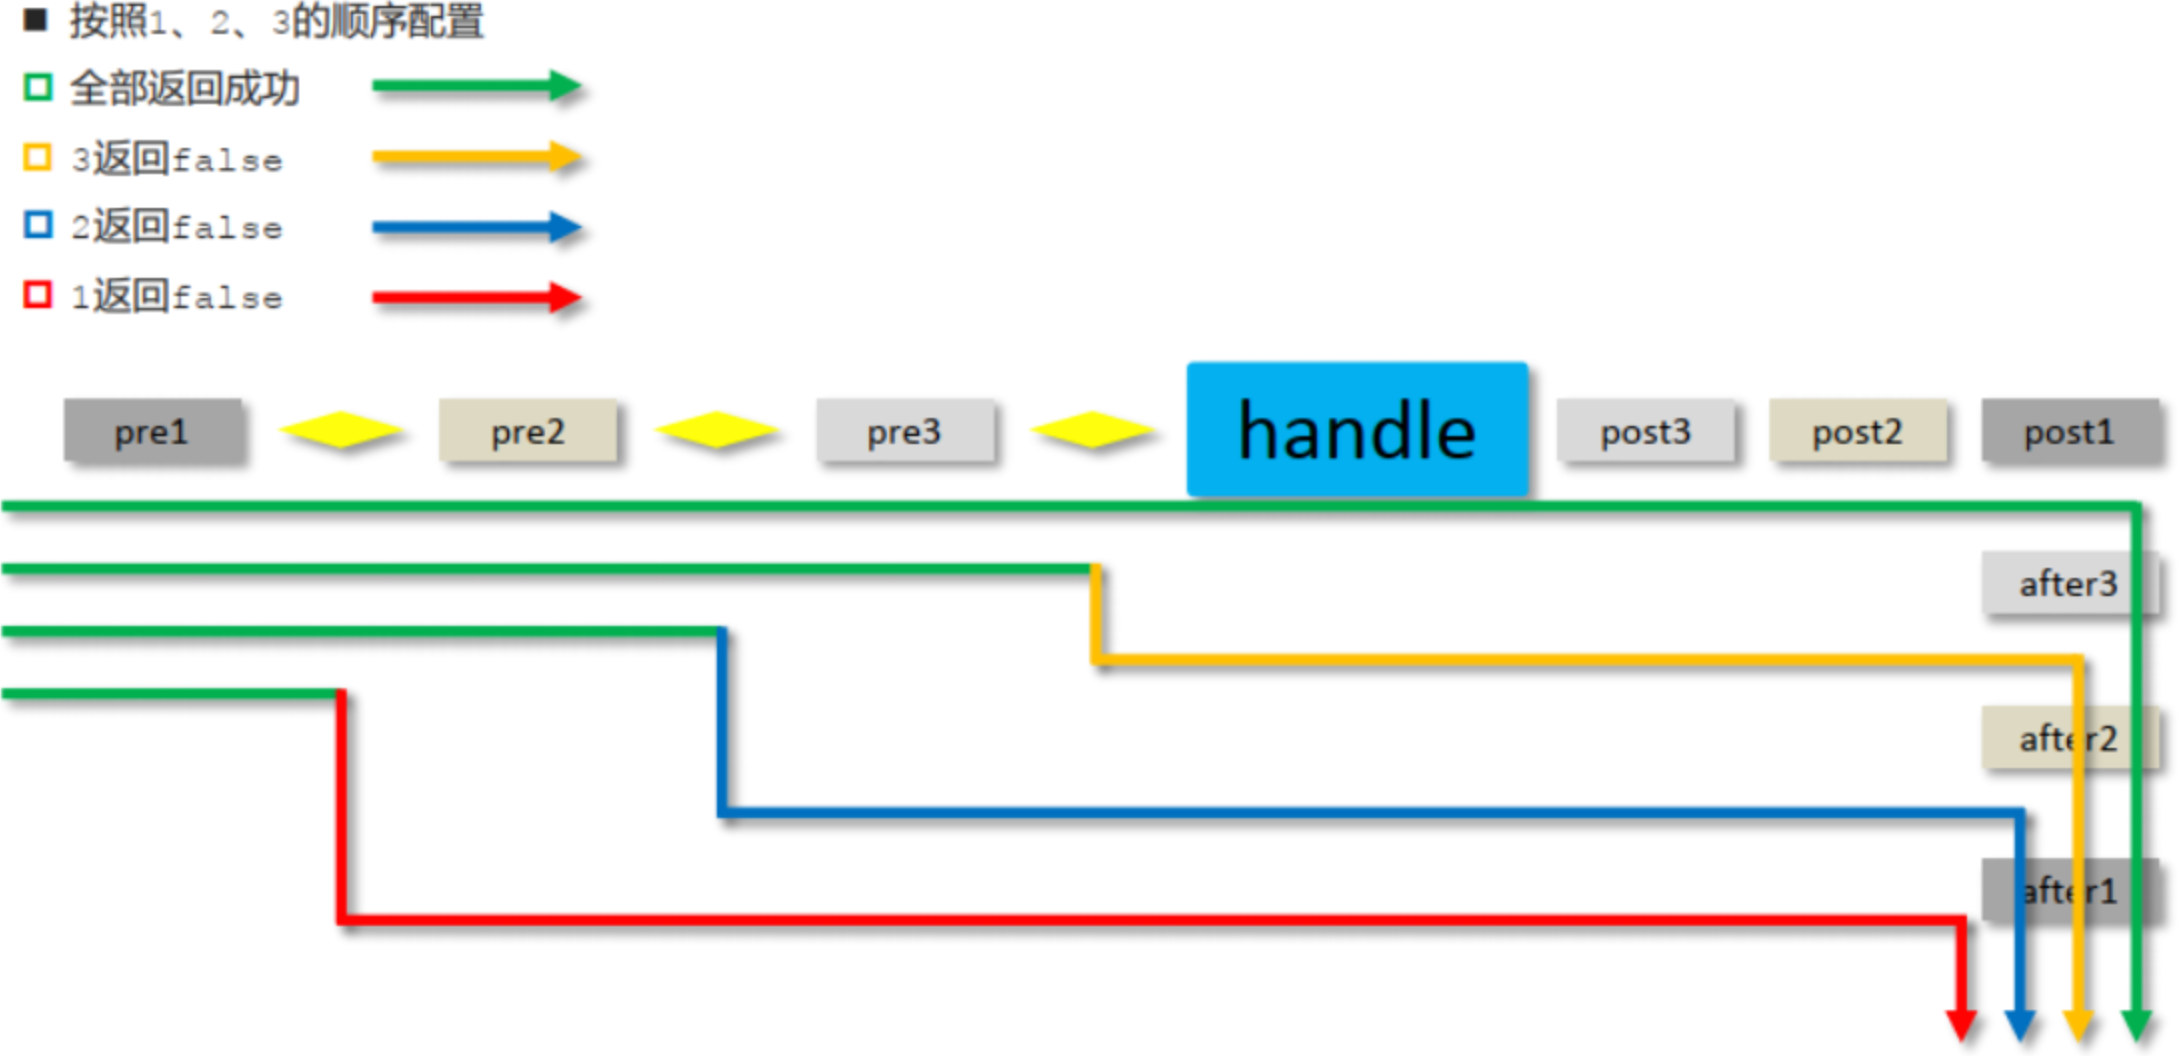 按照1、2、3的顺序配置
全部返回成功
3返回false
2返回false
1返回false
pre1 pre2 pre3 handle post3 post2 post1
after3
after2
after1